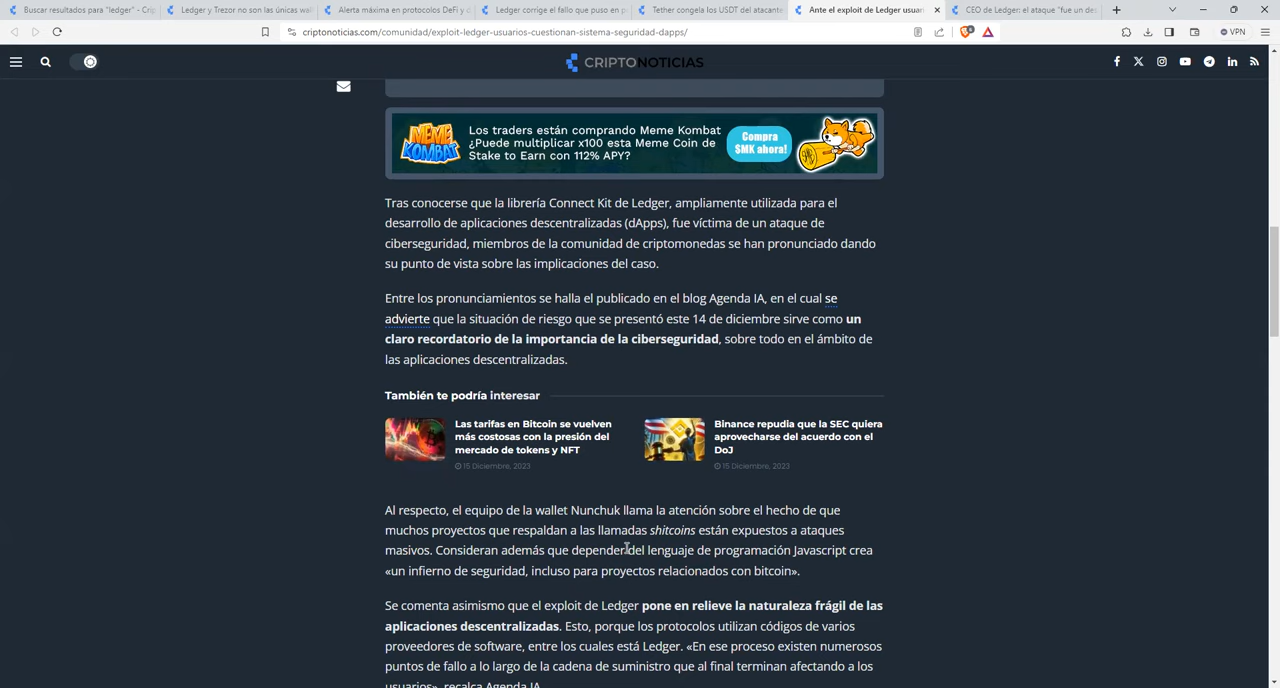 Buscar resultados para "ledger" - Crip
Ledger y Trezor no son las únicas wall
Alerta máxima en protocolos DeFi y d
Ledger corrige el fallo que puso en p
Tether congela los USDT del atacante
Ante el exploit de Ledger usuari
CEO de Ledger: el ataque "fue un des
criptonoticias.com/comunidad/exploit-ledger-usuarios-cuestionan-sistema-seguridad-dapps/
6
VPN
CRIPTONOTICIAS
MEME KOMBAT
Los traders están comprando Meme Kombat
¿Puede multiplicar x100 esta Meme Coin de
Stake to Earn con 112% APY?
Compra
$MK ahora!
Tras conocerse que la librería Connect Kit de Ledger, ampliamente utilizada para el
desarrollo de aplicaciones descentralizadas (dApps), fue víctima de un ataque de
ciberseguridad, miembros de la comunidad de criptomonedas se han pronunciado dando
su punto de vista sobre las implicaciones del caso.
Entre los pronunciamientos se halla el publicado en el blog Agenda IA, en el cual se
advierte que la situación de riesgo que se presentó este 14 de diciembre sirve como un
claro recordatorio de la importancia de la ciberseguridad, sobre todo en el ámbito de
las aplicaciones descentralizadas.
También te podría interesar
Las tarifas en Bitcoin se vuelven
más costosas con la presión del
mercado de tokens y NFT
15 Diciembre, 2023
Binance repudia que la SEC quiera
aprovecharse del acuerdo con el
DoJ
15 Diciembre, 2023
Al respecto, el equipo de la wallet Nunchuk llama la atención sobre el hecho de que
muchos proyectos que respaldan a las llamadas shitcoins están expuestos a ataques
masivos. Consideran además que depender del lenguaje de programación Javascript crea
«un infierno de seguridad, incluso para proyectos relacionados con bitcoin».
Se comenta asimismo que el exploit de Ledger pone en relieve la naturaleza frágil de las
aplicaciones descentralizadas. Esto, porque los protocolos utilizan códigos de varios
proveedores de software, entre los cuales está Ledger. «En ese proceso existen numerosos
puntos de fallo a lo largo de la cadena de suministro que al final terminan afectando a los
usuarios», recalca Agenda IA.